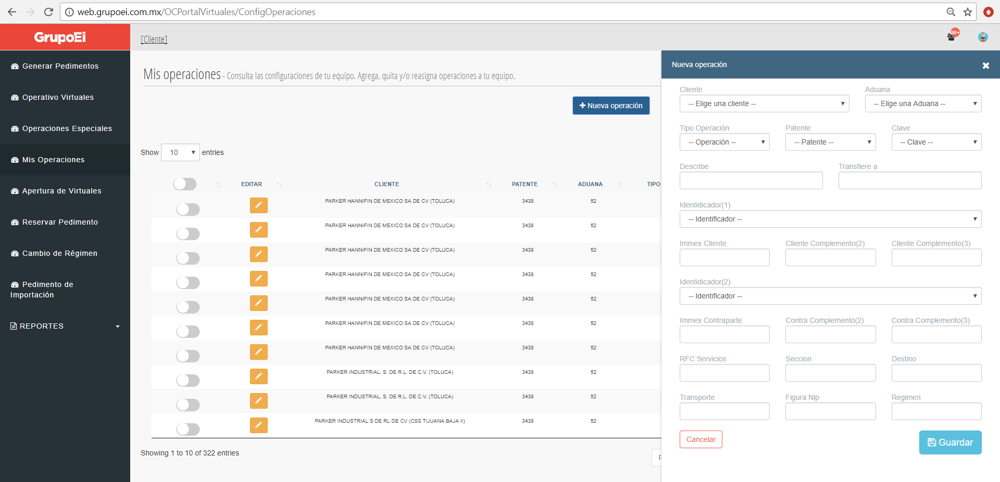 web.grupoei.com.mx/OCPortalVirtuales/ConfigOperaciones
GrupoEi
[Cliente]
99+
Generar Pedimentos
Operativo Virtuales
Operaciones Especiales
Mis Operaciones
Apertura de Virtuales
Reservar Pedimento
Cambio de Régimen
Pedimento de
Importación
REPORTES
Mis operaciones - Consulta las configuraciones de tu equipo. Agrega, quita y/o reasigna operaciones a tu equipo.
Nueva operación
Show 10 entries
EDITAR CLIENTE PATENTE ADUANA TIPO
PARKER HANNIFIN DE MEXICO SA DE CV (TOLUCA) 3438 52
PARKER HANNIFIN DE MEXICO SA DE CV (TOLUCA) 3438 52
PARKER HANNIFIN DE MEXICO SA DE CV (TOLUCA) 3438 52
PARKER HANNIFIN DE MEXICO SA DE CV (TOLUCA) 3438 52
PARKER HANNIFIN DE MEXICO SA DE CV (TOLUCA) 3438 52
PARKER HANNIFIN DE MEXICO SA DE CV (TOLUCA) 3438 52
PARKER HANNIFIN DE MEXICO SA DE CV (TOLUCA) 3438 52
PARKER INDUSTRIAL, S. DE R.L. DE C.V. (TOLUCA) 3438 52
PARKER INDUSTRIAL, S. DE R.L. DE C.V. (TOLUCA) 3438 52
PARKER INDUSTRIAL S DE RL DE CV (CSS TIJUANA BAJA II) 3438 52
Showing 1 to 10 of 322 entries
Nueva operación
Cliente Aduana
-- Elige una cliente -- -- Elige una Aduana --
Tipo Operación Patente Clave
-- Operación -- -- Patente -- -- Clave --
Describe Transfiere a
Identidicador(1)
-- Identificador --
Immex Cliente Cliente Complemento(2) Cliente Complemento(3)
Identidicador(2)
-- Identificador --
Immex Contraparte Contra Complemento(2) Contra Complemento(3)
RFC Servicios Seccion Destino
Transporte Figura Nip Regimen
Cancelar Guardar